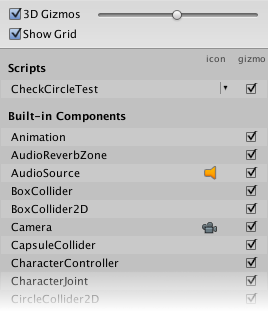 3D Gizmos
Show Grid
icon gizmo
Scripts
CheckCircleTest
Built-in Components
Animation
AudioReverbZone
AudioSource
BoxCollider
BoxCollider2D
Camera
CapsuleCollider
CharacterController
CharacterJoint
CircleCollider2D